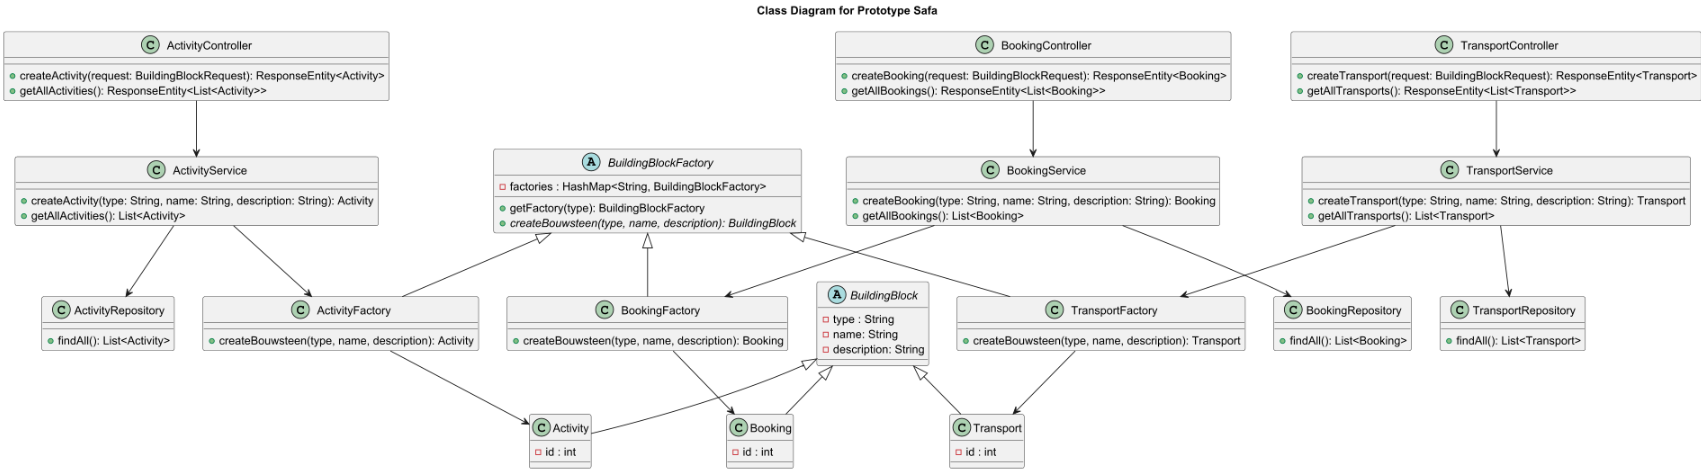 Class Diagram for Prototype Safa
C ActivityController
createActivity(request: BuildingBlockRequest): ResponseEntity<Activity>
getAllActivities(): ResponseEntity<List<Activity>>
C BookingController
createBooking(request: BuildingBlockRequest): ResponseEntity<Booking>
getAllBookings(): ResponseEntity<List<Booking>>
C TransportController
createTransport(request: BuildingBlockRequest): ResponseEntity<Transport>
getAllTransports(): ResponseEntity<List<Transport>>
C ActivityService
createActivity(type: String, name: String, description: String): Activity
getAllActivities(): List<Activity>
A BuildingBlockFactory
factories : HashMap<String, BuildingBlockFactory>
getFactory(type): BuildingBlockFactory
createBouwsteen(type, name, description): BuildingBlock
C BookingService
createBooking(type: String, name: String, description: String): Booking
getAllBookings(): List<Booking>
C TransportService
createTransport(type: String, name: String, description: String): Transport
getAllTransports(): List<Transport>
C ActivityRepository
findAll(): List<Activity>
C ActivityFactory
createBouwsteen(type, name, description): Activity
C BookingFactory
createBouwsteen(type, name, description): Booking
A BuildingBlock
type : String
name: String
description: String
C TransportFactory
createBouwsteen(type, name, description): Transport
C BookingRepository
findAll(): List<Booking>
C TransportRepository
findAll(): List<Transport>
C Activity
id : int
C Booking
id : int
C Transport
id : int